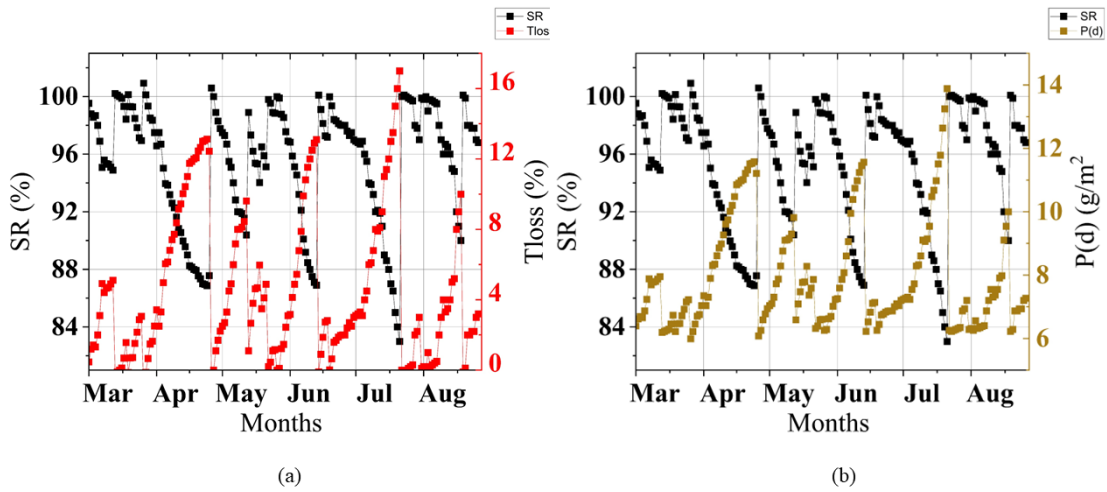 SR
Tloss
SR
P(d)
100
96
92
88
84
SR (%)
16
12
8
4
0
Tloss (%)
Mar Apr May Jun Jul Aug
Months
100
96
92
88
84
SR (%)
14
12
10
8
6
P(d) (g/m²)
Mar Apr May Jun Jul Aug
Months
(a)
(b)